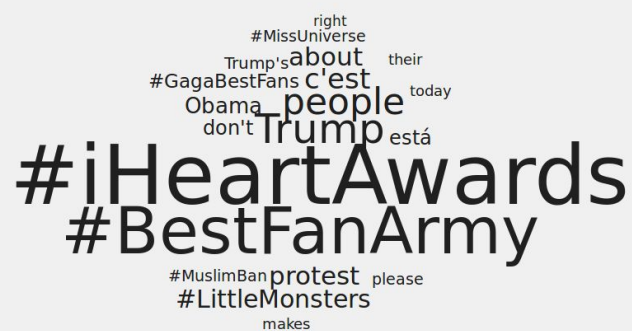 right
#MissUniverse
Trump's about their
#GagaBestFans c'est
today
Obama people
don't Trump está
#iHeartAwards
#BestFanArmy
#MuslimBan protest please
#LittleMonsters
makes